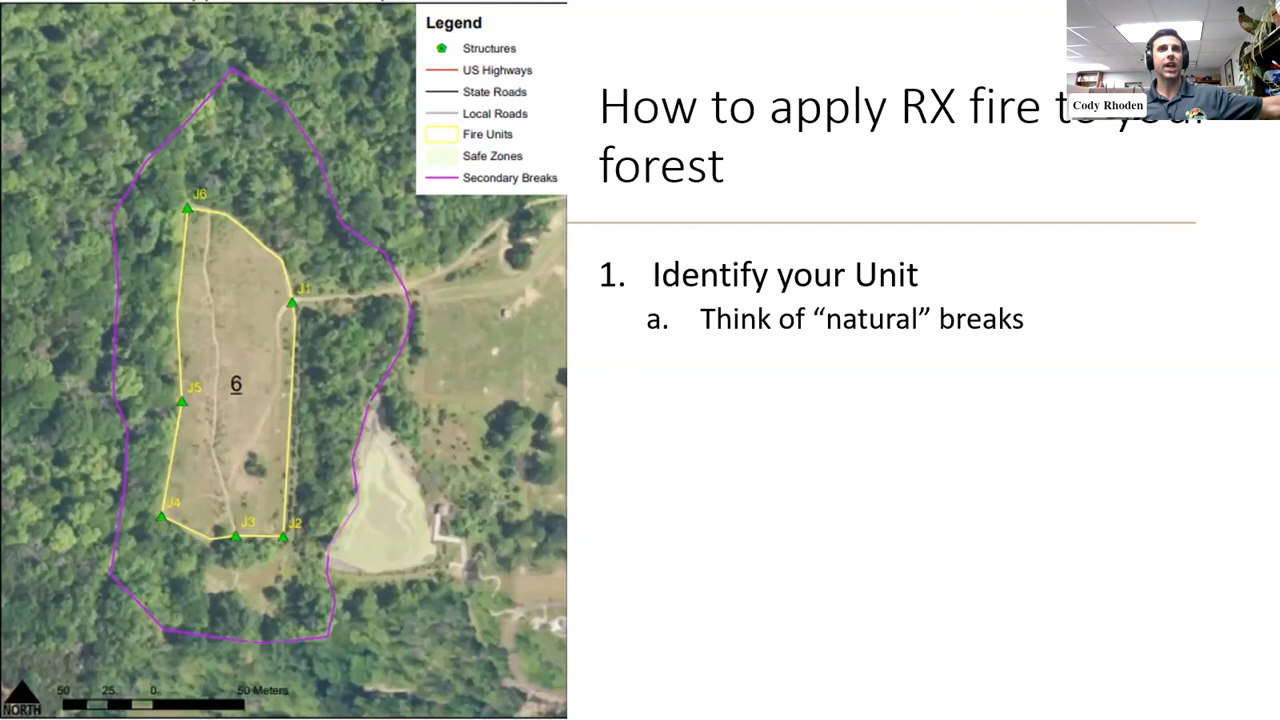 Legend
Structures
US Highways
State Roads
Local Roads
Fire Units
Safe Zones
Secondary Breaks
J6
J1
J5
6
J4
J3
J2
50 25. 0. 50 Meters
NORTH
How to apply RX fire to your
forest
1. Identify your Unit
a. Think of “natural” breaks
Cody Rhoden